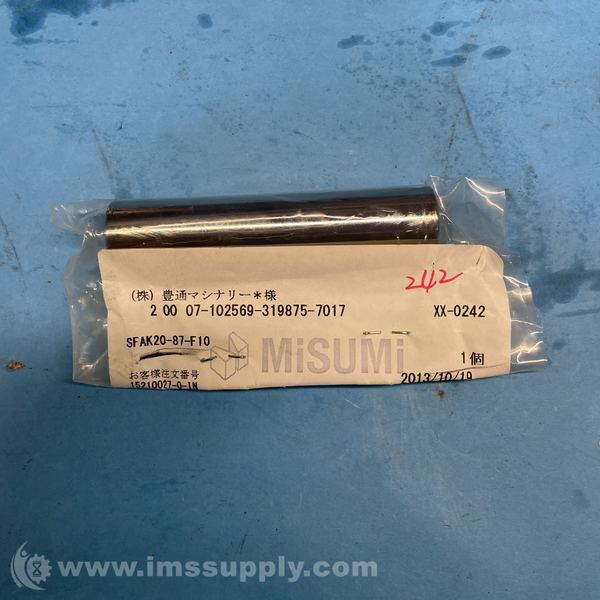 242
(株) 豊通マシナリー*様
2 00 07-102569-319875-7017 XX-0242
SFAK20-87-F10
MiSUMi
1個
お客様注文番号
15210027-0-IN 2013/10/19
www.imssupply.com